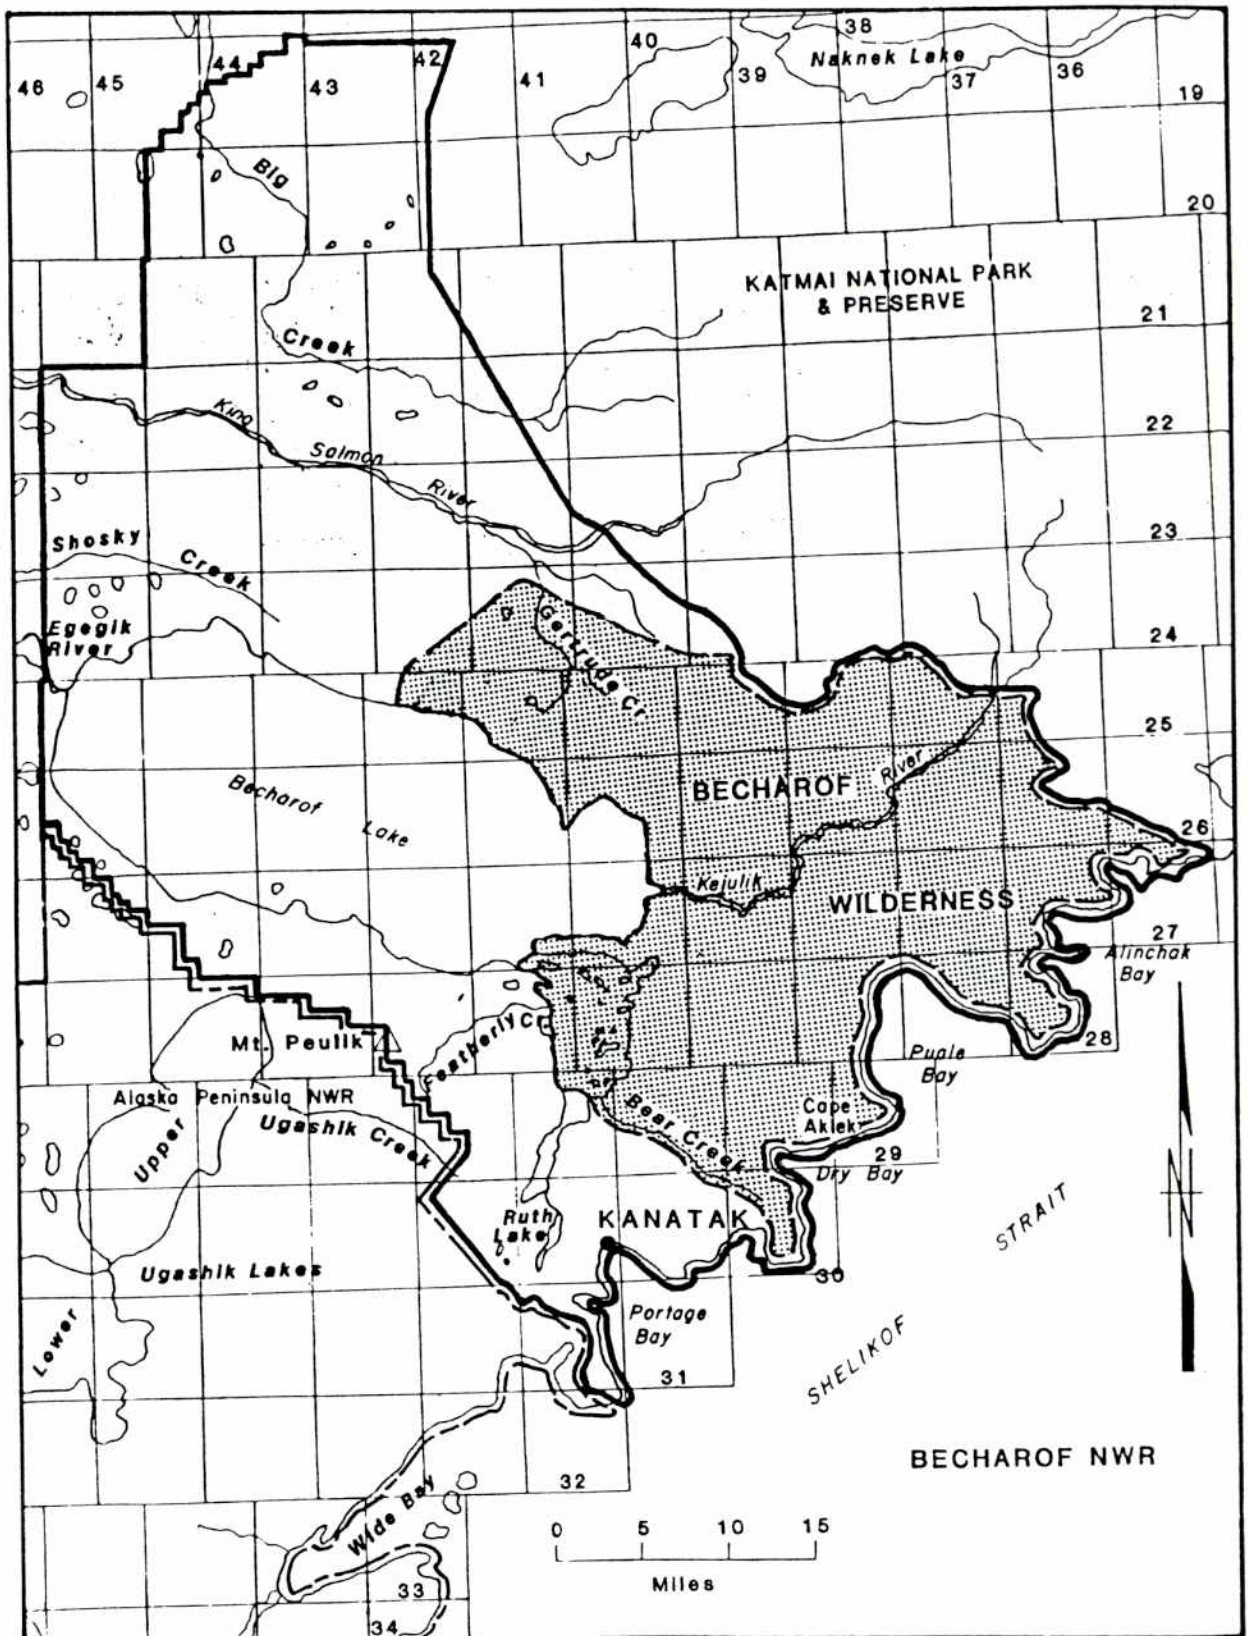 38
40
44
42
Naknek Lake
46
45
43
41
39
37
36
19
Big
20
KATMAI NATIONAL PARK
& PRESERVE
21
Creek
King
Salmon
River
22
Shosky
Creek
23
Egegik
River
Gertrude Cr
24
25
BECHAROF
River
Becharof
Lake
26
Kejulik
WILDERNESS
27
Alinchak
Bay
Mt. Peulik
28
Puale
Bay
Alaska Peninsula NWR
Bear Creek
Cape
Aklek
Upper
Ugashik Creek
29
Dry Bay
Ruth
Lake
KANATAK
STRAIT
Ugashik Lakes
30
Portage
Bay
Lower
SHELIKOF
31
N
BECHAROF NWR
32
Wide Bay
0 5 10 15
Miles
33
34